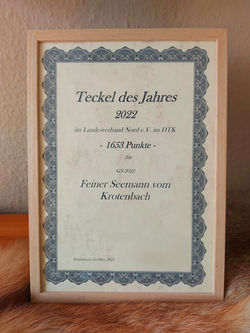 Teckel des Jahres
2022
im Landesverband Nord e.V. im DTK
- 1653 Punkte -
für
GS 2022
Feiner Seemann vom
Krotenbach